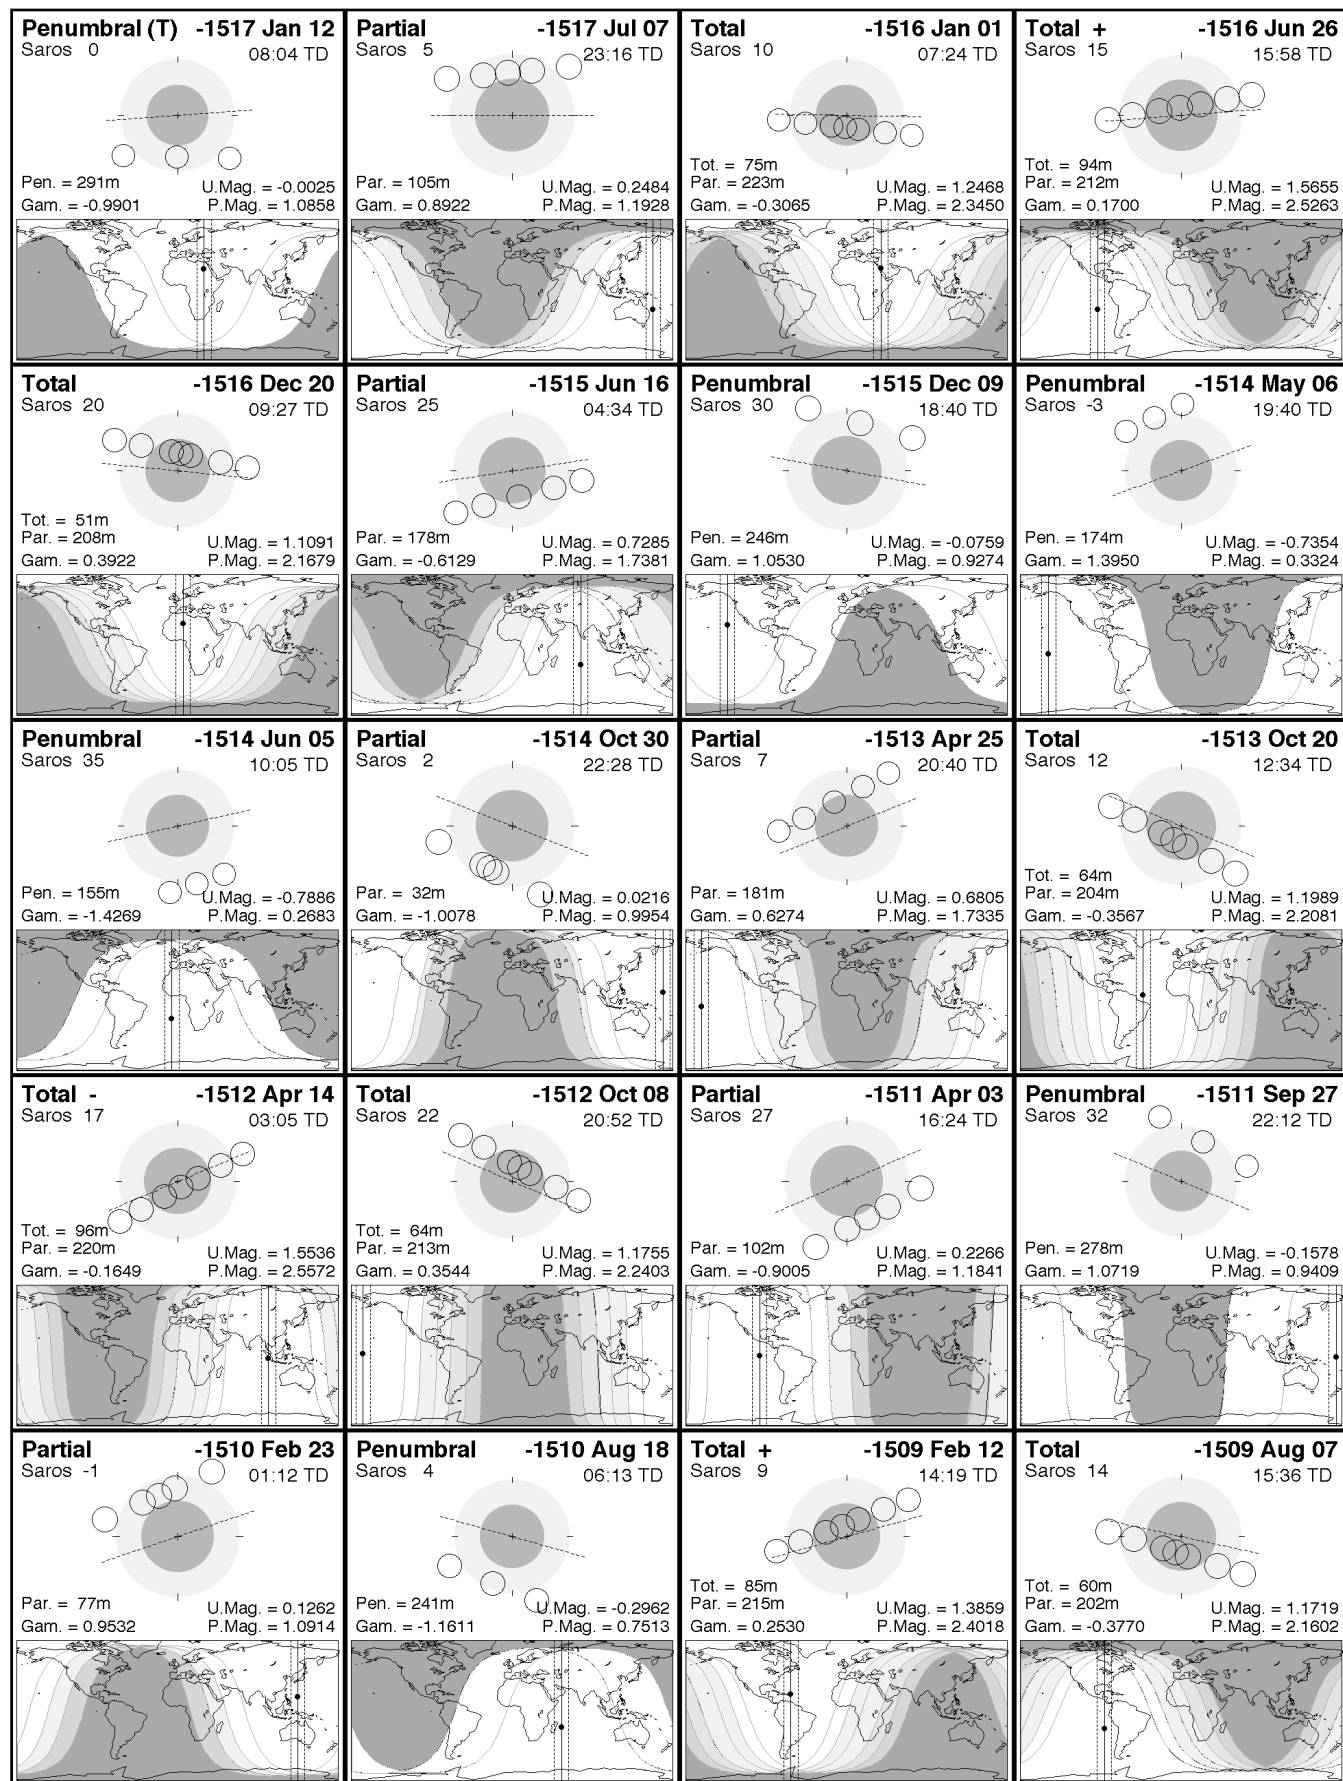 Penumbral (T) -1517 Jan 12
Saros 0 08:04 TD
Pen. = 291m U.Mag. = -0.0025
Gam. = -0.9901 P.Mag. = 1.0858
Partial -1517 Jul 07
Saros 5 23:16 TD
Par. = 105m U.Mag. = 0.2484
Gam. = 0.8922 P.Mag. = 1.1928
Total -1516 Jan 01
Saros 10 07:24 TD
Tot. = 75m
Par. = 223m U.Mag. = 1.2468
Gam. = -0.3065 P.Mag. = 2.3450
Total + -1516 Jun 26
Saros 15 15:58 TD
Tot. = 94m
Par. = 212m U.Mag. = 1.5655
Gam. = 0.1700 P.Mag. = 2.5263
Total -1516 Dec 20
Saros 20 09:27 TD
Tot. = 51m
Par. = 208m U.Mag. = 1.1091
Gam. = 0.3922 P.Mag. = 2.1679
Partial -1515 Jun 16
Saros 25 04:34 TD
Par. = 178m U.Mag. = 0.7285
Gam. = -0.6129 P.Mag. = 1.7381
Penumbral -1515 Dec 09
Saros 30 18:40 TD
Pen. = 246m U.Mag. = -0.0759
Gam. = 1.0530 P.Mag. = 0.9274
Penumbral -1514 May 06
Saros -3 19:40 TD
Pen. = 174m U.Mag. = -0.7354
Gam. = 1.3950 P.Mag. = 0.3324
Penumbral -1514 Jun 05
Saros 35 10:05 TD
Pen. = 155m U.Mag. = -0.7886
Gam. = -1.4269 P.Mag. = 0.2683
Partial -1514 Oct 30
Saros 2 22:28 TD
Par. = 32m U.Mag. = 0.0216
Gam. = -1.0078 P.Mag. = 0.9954
Partial -1513 Apr 25
Saros 7 20:40 TD
Par. = 181m U.Mag. = 0.6805
Gam. = 0.6274 P.Mag. = 1.7335
Total -1513 Oct 20
Saros 12 12:34 TD
Tot. = 64m
Par. = 204m U.Mag. = 1.1989
Gam. = -0.3567 P.Mag. = 2.2081
Total - -1512 Apr 14
Saros 17 03:05 TD
Tot. = 96m
Par. = 220m U.Mag. = 1.5536
Gam. = -0.1649 P.Mag. = 2.5572
Total -1512 Oct 08
Saros 22 20:52 TD
Tot. = 64m
Par. = 213m U.Mag. = 1.1755
Gam. = 0.3544 P.Mag. = 2.2403
Partial -1511 Apr 03
Saros 27 16:24 TD
Par. = 102m U.Mag. = 0.2266
Gam. = -0.9005 P.Mag. = 1.1841
Penumbral -1511 Sep 27
Saros 32 22:12 TD
Pen. = 278m U.Mag. = -0.1578
Gam. = 1.0719 P.Mag. = 0.9409
Partial -1510 Feb 23
Saros -1 01:12 TD
Par. = 77m U.Mag. = 0.1262
Gam. = 0.9532 P.Mag. = 1.0914
Penumbral -1510 Aug 18
Saros 4 06:13 TD
Pen. = 241m U.Mag. = -0.2962
Gam. = -1.1611 P.Mag. = 0.7513
Total + -1509 Feb 12
Saros 9 14:19 TD
Tot. = 85m
Par. = 215m U.Mag. = 1.3859
Gam. = 0.2530 P.Mag. = 2.4018
Total -1509 Aug 07
Saros 14 15:36 TD
Tot. = 60m
Par. = 202m U.Mag. = 1.1719
Gam. = -0.3770 P.Mag. = 2.1602